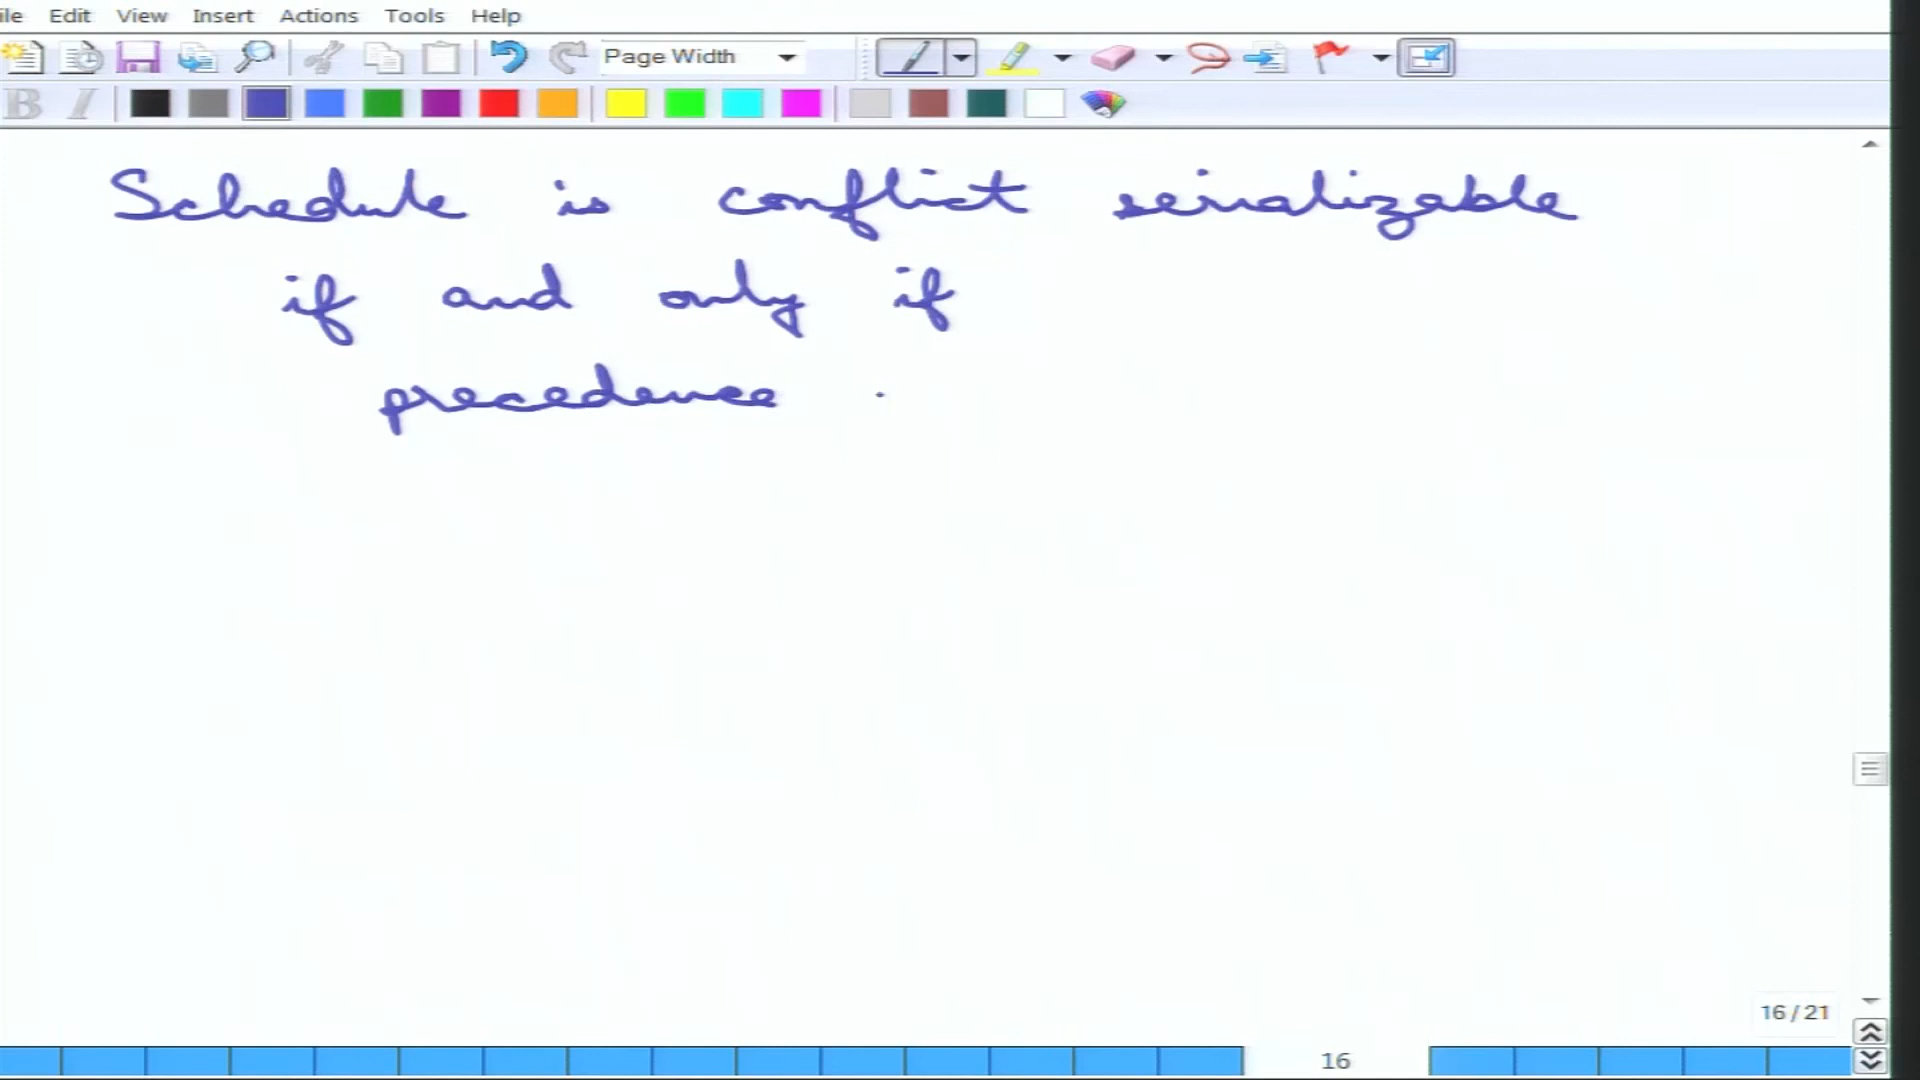 ile Edit View Insert Actions Tools Help
Page Width
B I
Schedule is conflict serializable
if and only if
precedence
16 / 21
16